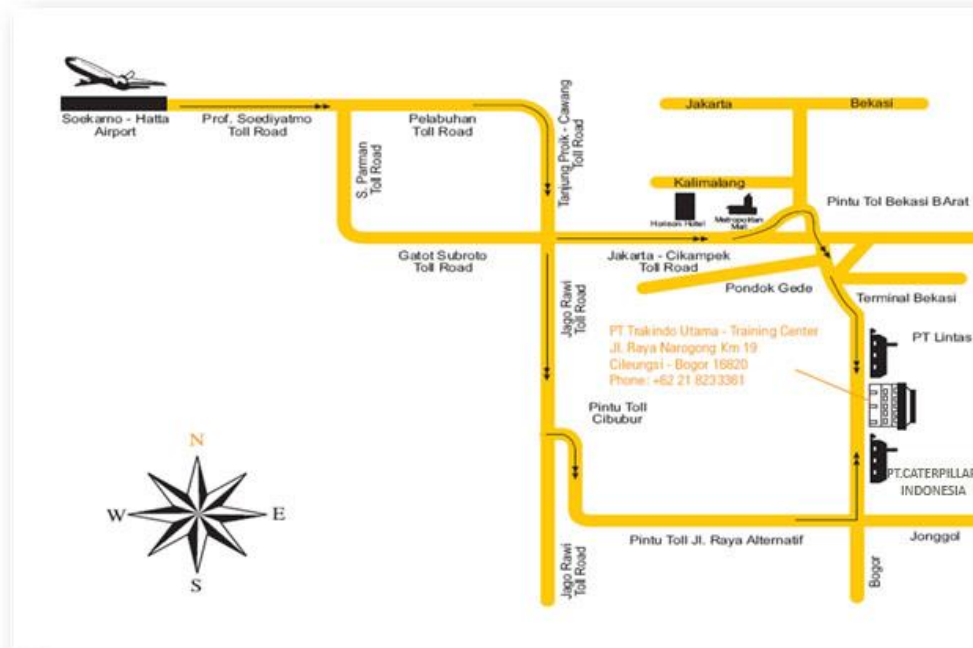 Soekarno - Hatta
Airport
Prof. Soediyatmo
Toll Road
Pelabuhan
Toll Road
S. Parman
Toll Road
Tanjung Proik - Cawang
Toll Road
Jakarta
Bekasi
Kalimalang
Horison Hotel
Metropolitan
Mall
Pintu Tol Bekasi BArat
Gatot Subroto
Toll Road
Jakarta - Cikampek
Toll Road
Pondok Gede
Terminal Bekasi
Jago Rawi
Toll Road
PT Trakindo Utama - Training Center
Jl. Raya Narogong Km 19
Cileungsi - Bogor 16820
Phone: +62 21 8233361
PT Lintas
Pintu Toll
Cibubur
N
W
E
S
PT.CATERPILLAR
INDONESIA
Pintu Toll Jl. Raya Alternatif
Jonggol
Jago Rawi
Toll Road
Bogor